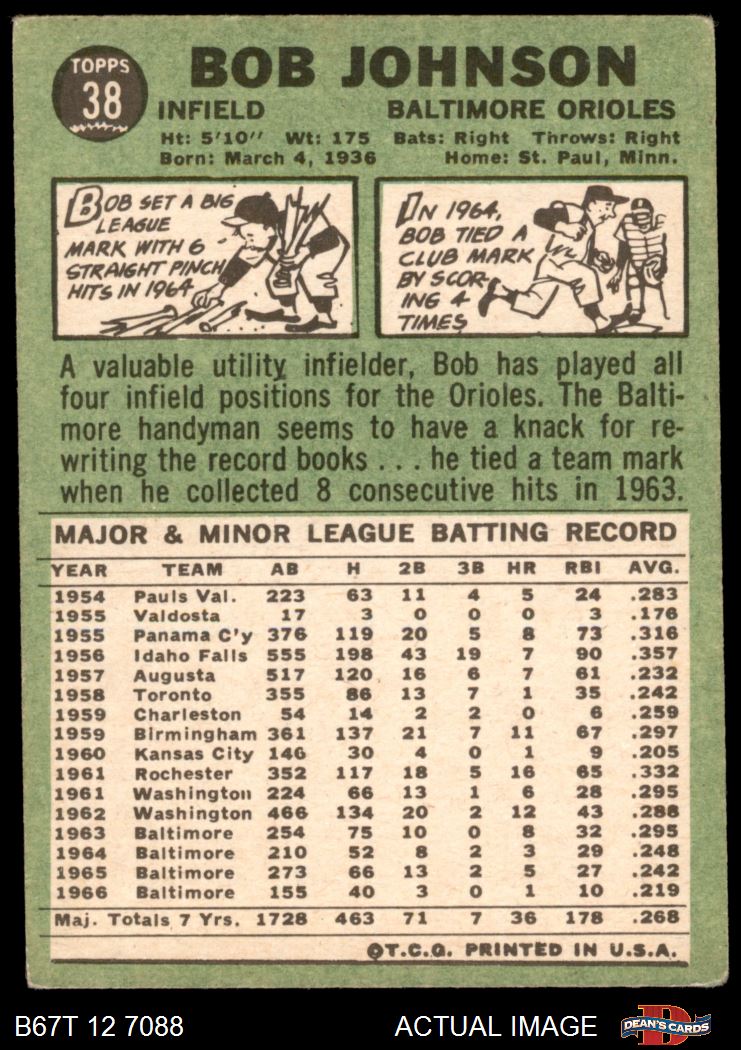 TOPPS
38
BOB JOHNSON
INFIELD BALTIMORE ORIOLES
Ht: 5'10" Wt: 175 Bats: Right Throws: Right
Born: March 4, 1936 Home: St. Paul, Minn.
BOB SET A BIG
LEAGUE
MARK WITH 6
STRAIGHT PINCH
HITS IN 1964
IN 1964,
BOB TIED A
CLUB MARK
BY SCOR-
ING 4
TIMES
A valuable utility infielder, Bob has played all
four infield positions for the Orioles. The Balti-
more handyman seems to have a knack for re-
writing the record books . . . he tied a team mark
when he collected 8 consecutive hits in 1963.
MAJOR & MINOR LEAGUE BATTING RECORD
YEAR TEAM AB H 2B 3B HR RBI AVG.
1954 Pauls Val. 223 63 11 4 5 24 .283
1955 Valdosta 17 3 0 0 0 3 .176
1955 Panama C'y 376 119 20 5 8 73 .316
1956 Idaho Falls 555 198 43 19 7 90 .357
1957 Augusta 517 120 16 6 7 61 .232
1958 Toronto 355 86 13 7 1 35 .242
1959 Charleston 54 14 2 2 0 6 .259
1959 Birmingham 361 137 21 7 11 67 .297
1960 Kansas City 146 30 4 0 1 9 .205
1961 Rochester 352 117 18 5 16 65 .332
1961 Washington 224 66 13 1 6 28 .295
1962 Washington 466 134 20 2 12 43 .288
1963 Baltimore 254 75 10 0 8 32 .295
1964 Baltimore 210 52 8 2 3 29 .248
1965 Baltimore 273 66 13 2 5 27 .242
1966 Baltimore 155 40 3 0 1 10 .219
Maj. Totals 7 Yrs. 1728 463 71 7 36 178 .268
©T.C.G. PRINTED IN U.S.A.
B67T 12 7088 ACTUAL IMAGE D DEAN'S CARDS